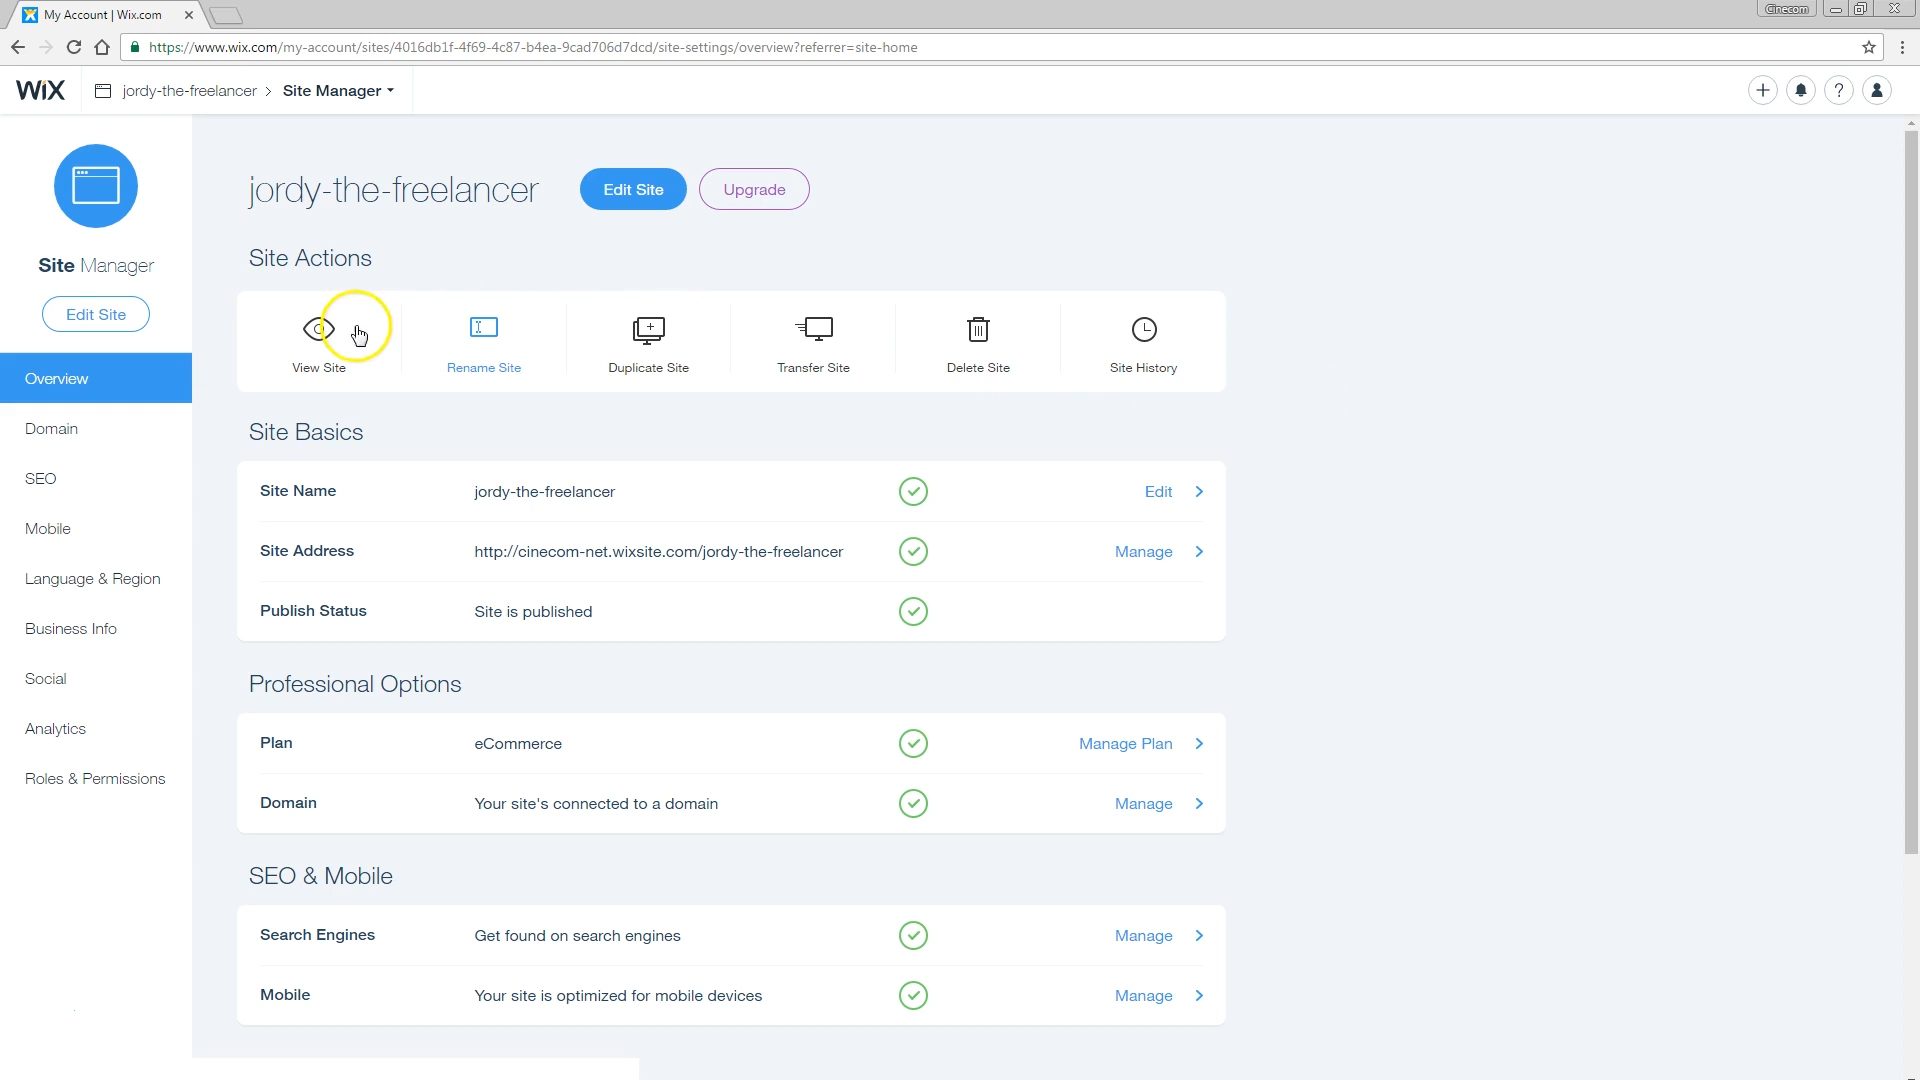 My Account | Wix.com
Cinecom
https://www.wix.com/my-account/sites/4016db1f-4f69-4c87-b4ea-9cad706d7dcd/site-settings/overview?referrer=site-home
WiX
jordy-the-freelancer > Site Manager
?
jordy-the-freelancer
Edit Site
Upgrade
Site Manager
Edit Site
Overview
Domain
SEO
Mobile
Language & Region
Business Info
Social
Analytics
Roles & Permissions
Site Actions
View Site
Rename Site
Duplicate Site
Transfer Site
Delete Site
Site History
Site Basics
Site Name jordy-the-freelancer Edit
Site Address http://cinecom-net.wixsite.com/jordy-the-freelancer Manage
Publish Status Site is published
Professional Options
Plan eCommerce Manage Plan
Domain Your site's connected to a domain Manage
SEO & Mobile
Search Engines Get found on search engines Manage
Mobile Your site is optimized for mobile devices Manage